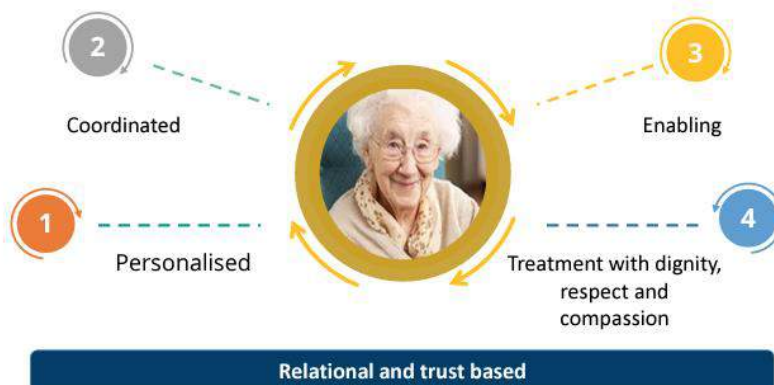 2
3
Coordinated
Enabling
1
4
Personalised
Treatment with dignity,
respect and
compassion
Relational and trust based